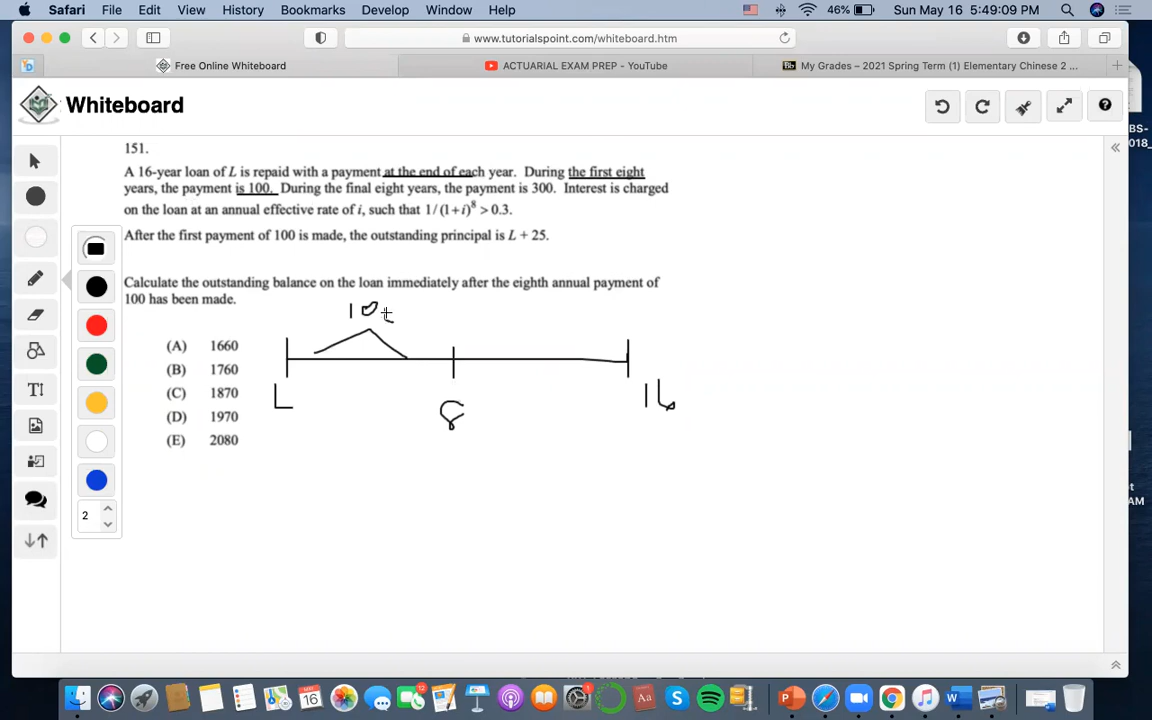 Safari File Edit View History Bookmarks Develop Window Help 46% Sun May 16 5:49:09 PM
www.tutorialspoint.com/whiteboard.htm
Free Online Whiteboard ACTUARIAL EXAM PREP - YouTube Bb My Grades – 2021 Spring Term (1) Elementary Chinese 2 ...
Whiteboard
151.
A 16-year loan of L is repaid with a payment at the end of each year. During the first eight
years, the payment is 100. During the final eight years, the payment is 300. Interest is charged
on the loan at an annual effective rate of i, such that 1/(1+i)⁸ > 0.3.
After the first payment of 100 is made, the outstanding principal is L + 25.
Calculate the outstanding balance on the loan immediately after the eighth annual payment of
100 has been made.
10
(A) 1660
(B) 1760
(C) 1870
(D) 1970
(E) 2080
L 8 16
2